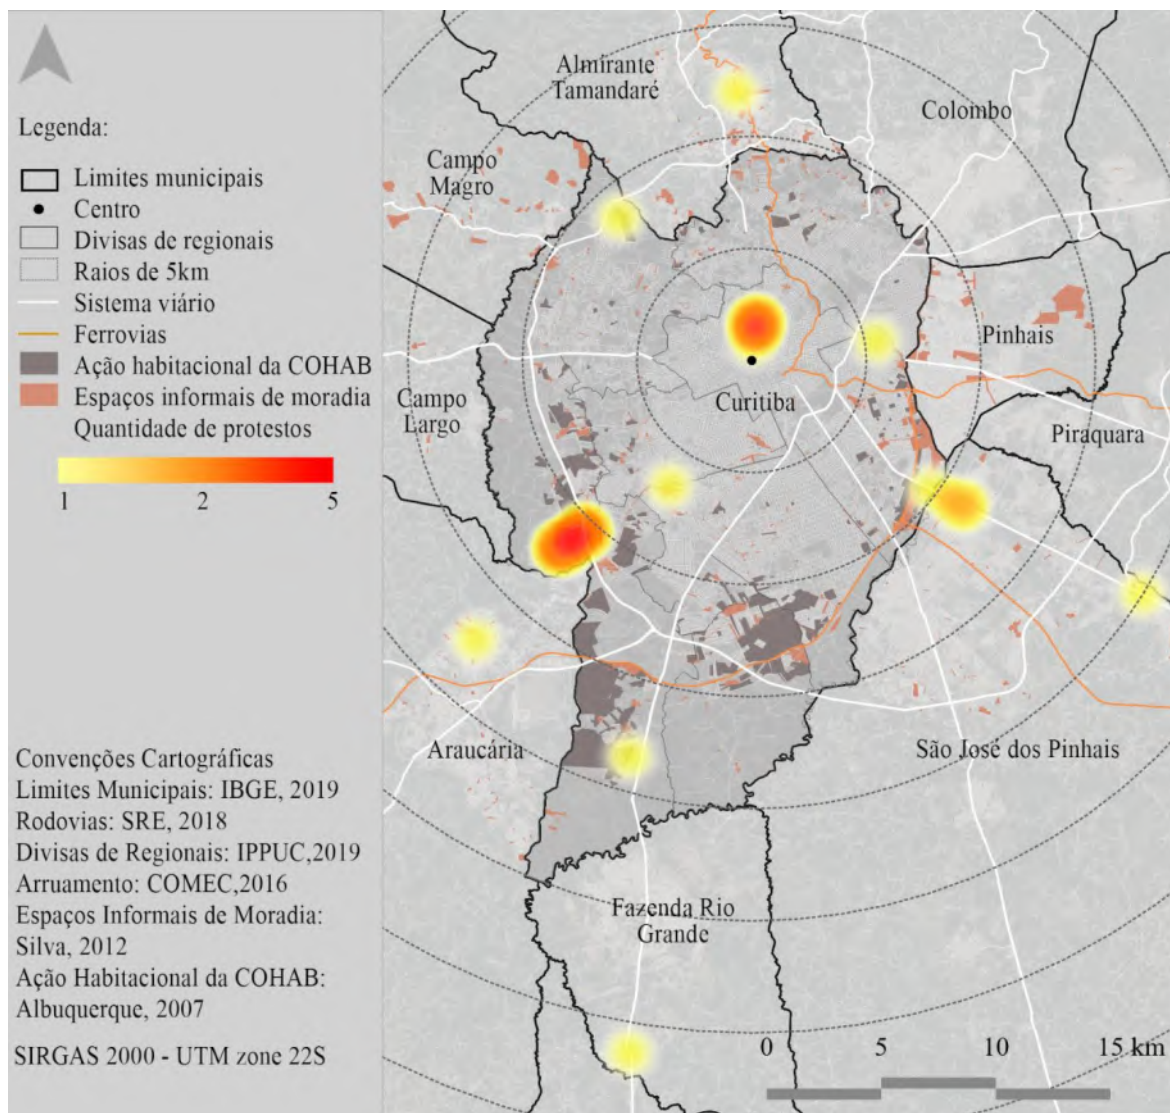 Legenda:
Limites municipais
Centro
Divisas de regionais
Raios de 5km
Sistema viário
Ferrovias
Ação habitacional da COHAB
Espaços informais de moradia
Quantidade de protestos
1 2 5
Convenções Cartográficas
Limites Municipais: IBGE, 2019
Rodovias: SRE, 2018
Divisas de Regionais: IPPUC,2019
Arruamento: COMEC,2016
Espaços Informais de Moradia:
Silva, 2012
Ação Habitacional da COHAB:
Albuquerque, 2007
SIRGAS 2000 - UTM zone 22S
Almirante
Tamandaré
Colombo
Campo
Magro
Pinhais
Campo
Largo
Curitiba
Piraquara
Araucária
São José dos Pinhais
Fazenda Rio
Grande
0 5 10 15 km